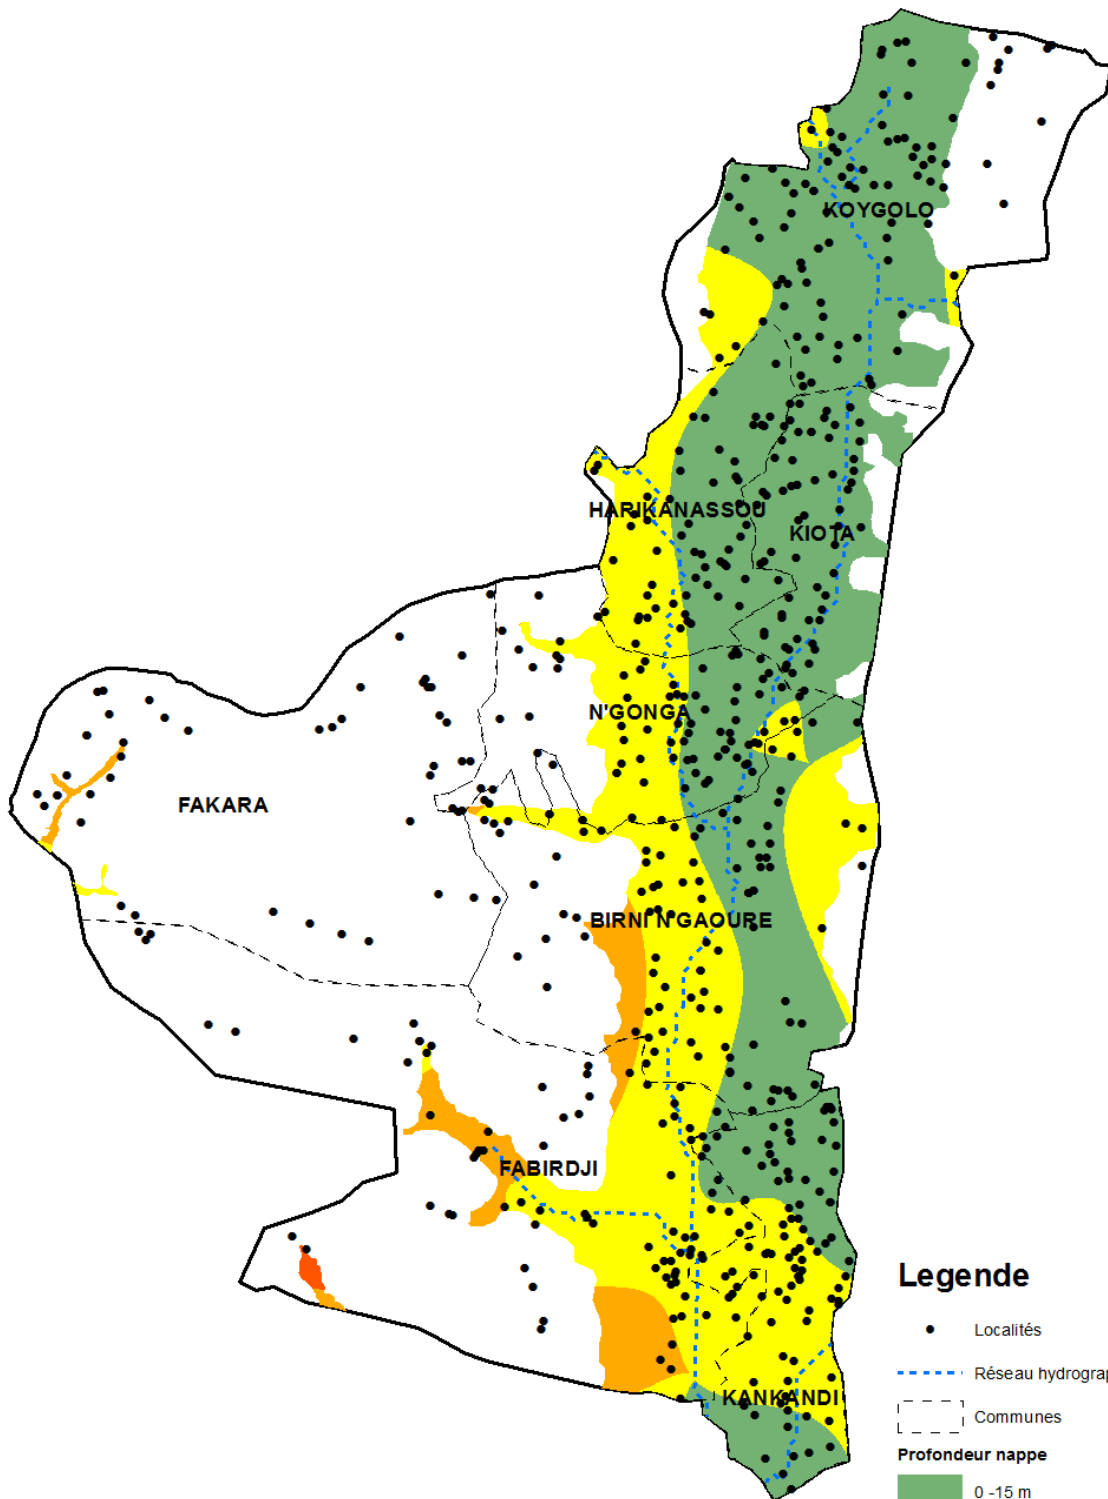 KOYGOLO
HARIKANASSOU
KIOTA
N'GONGA
FAKARA
BIRNI N'GAOURE
FABIRDJI
KANKANDI
Legende
Localités
Réseau hydrograp
Communes
Profondeur nappe
0 -15 m